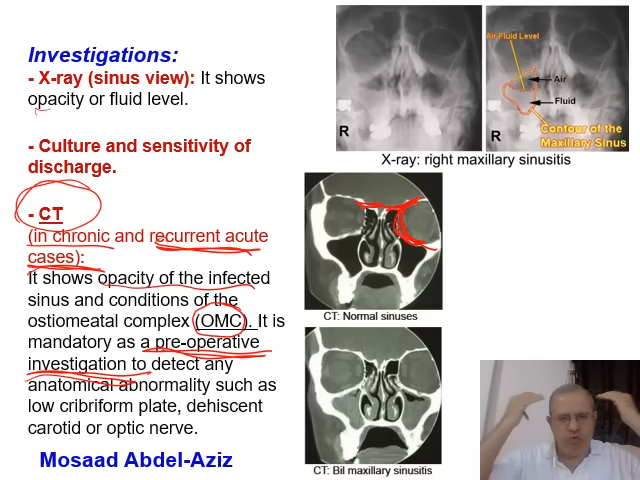 Investigations:
- X-ray (sinus view): It shows
opacity or fluid level.
- Culture and sensitivity of
discharge.
- CT
(in chronic and recurrent acute
cases):
It shows opacity of the infected
sinus and conditions of the
ostiomeatal complex (OMC). It is
mandatory as a pre-operative
investigation to detect any
anatomical abnormality such as
low cribriform plate, dehiscent
carotid or optic nerve.
Mosaad Abdel-Aziz
R
Air Fluid Level
Air
Fluid
R
Contour of the
Maxillary Sinus
X-ray: right maxillary sinusitis
CT: Normal sinuses
CT: Bil maxillary sinusitis